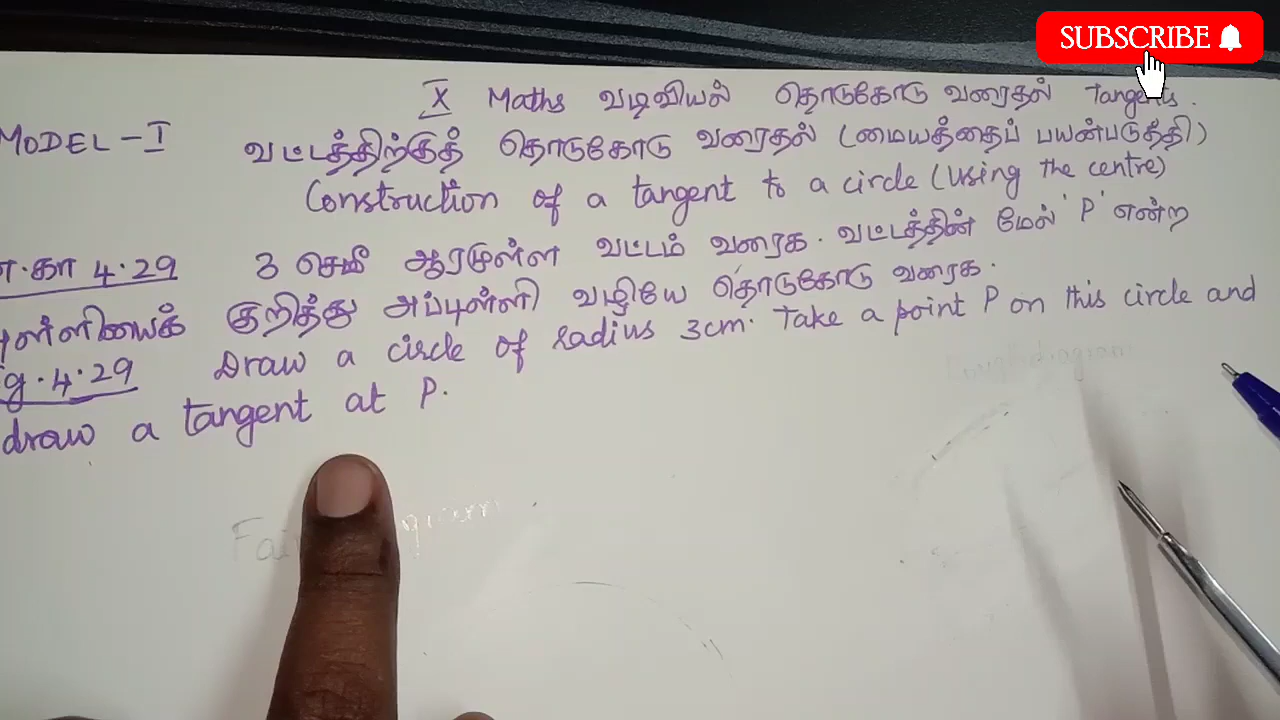 SUBSCRIBE
X Maths வடிவியல் தொடுகோடு வரைதல் Tangents.
MODEL - I
வட்டத்திற்குத் தொடுகோடு வரைதல் (மையத்தைப் பயன்படுத்தி)
Construction of a tangent to a circle (using the centre)
எ.கா 4.29 3 செமீ ஆரமுள்ள வட்டம் வரைக. வட்டத்தின் மேல் 'P' என்ற
புள்ளியைக் குறித்து அப்புள்ளி வழியே தொடுகோடு வரைக.
g.4.29 Draw a circle of radius 3cm. Take a point P on this circle and
draw a tangent at P.
Rough diagram